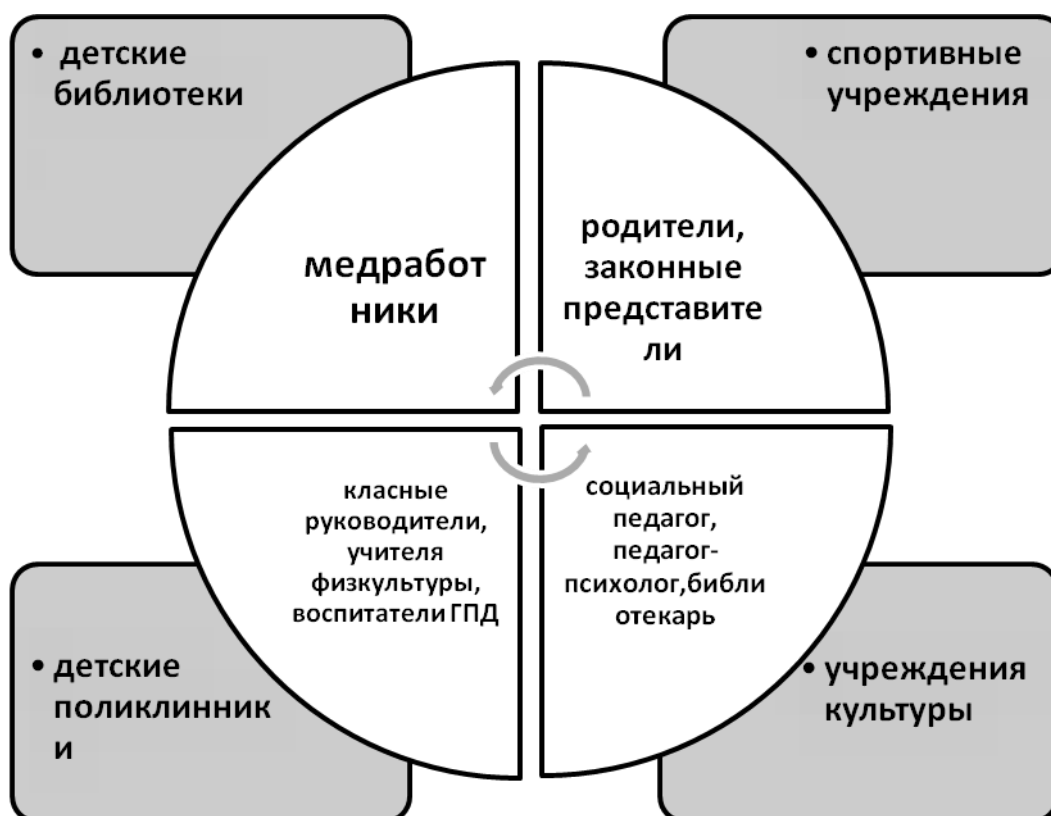 • детские
библиотеки
• спортивные
учреждения
медработ
ники
родители,
законные
представите
ли
класные
руководители,
учителя
физкультуры,
воспитатели ГПД
социальный
педагог,
педагог-
психолог,библи
отекарь
• детские
поликлинник
и
• учреждения
культуры